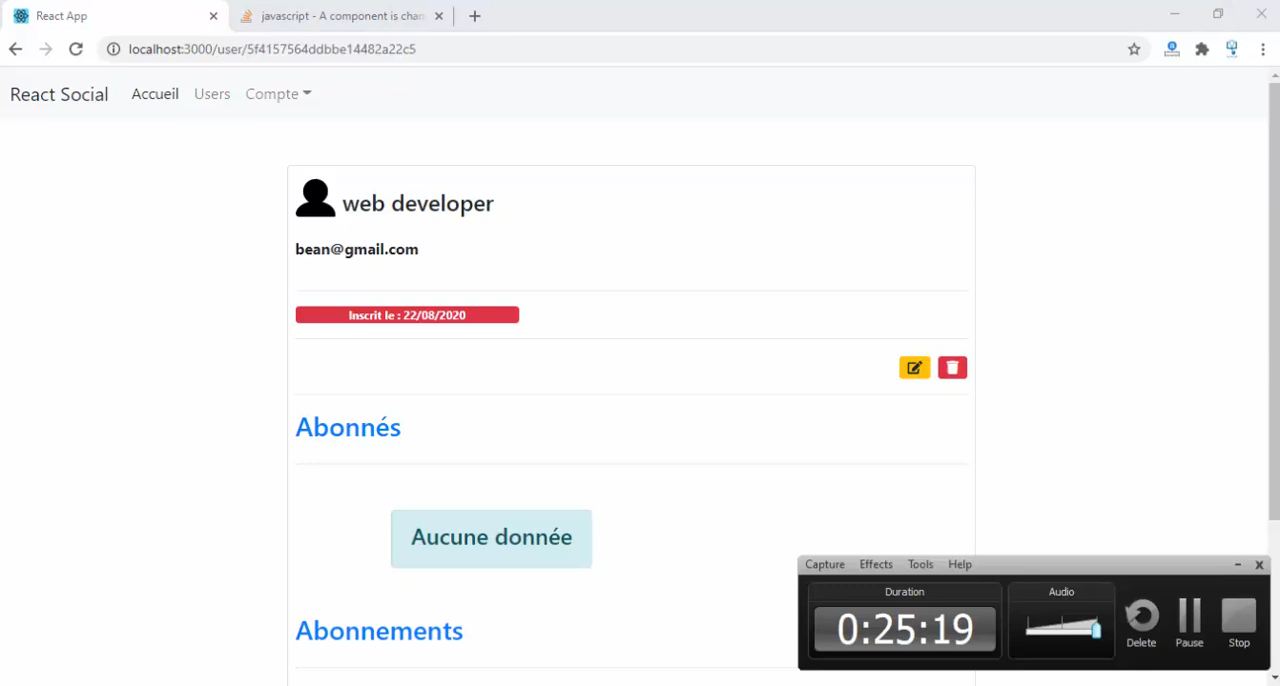 React App
javascript - A component is chan
localhost:3000/user/5f4157564ddbbe14482a22c5
React Social Accueil Users Compte
web developer
bean@gmail.com
Inscrit le : 22/08/2020
Abonnés
Aucune donnée
Abonnements
Capture Effects Tools Help
Duration
Audio
0:25:19
Delete Pause Stop